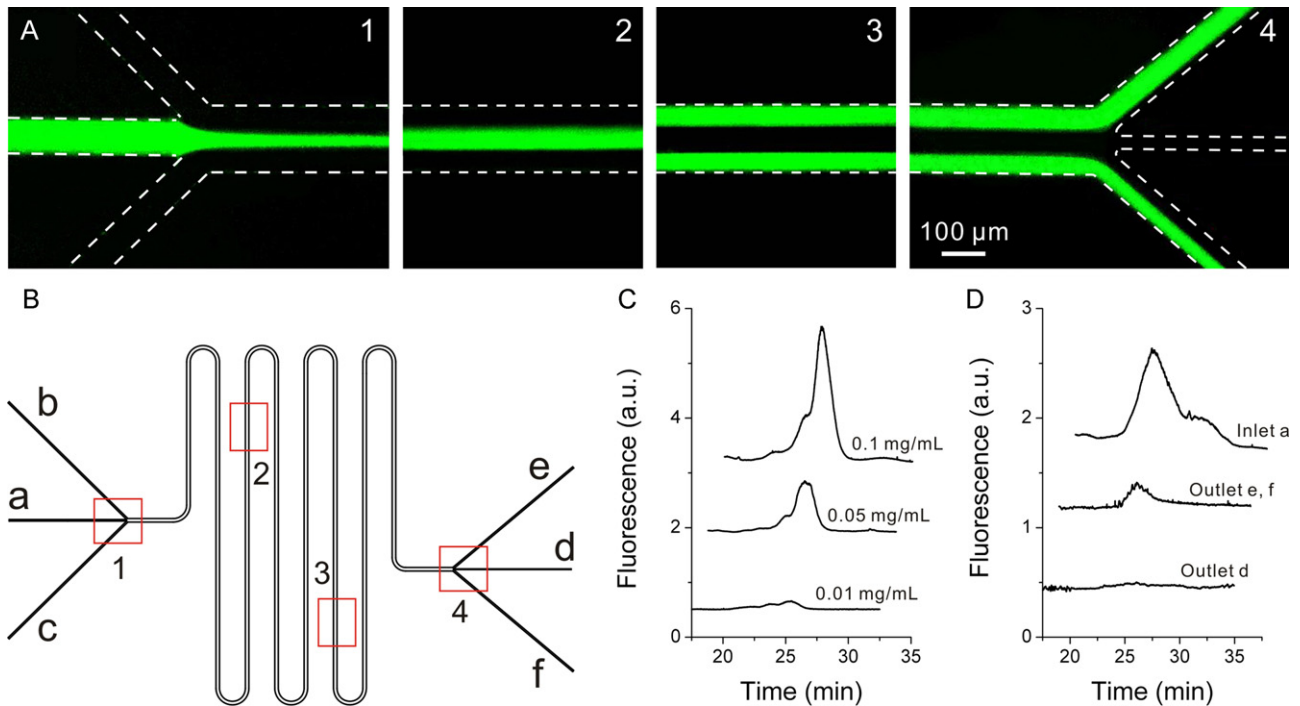 A
1
2
3
4
100 µm
B
b
a
c
1
2
3
4
e
d
f
C
Fluorescence (a.u.)
6
4
2
0
0.1 mg/mL
0.05 mg/mL
0.01 mg/mL
20
25
30
35
Time (min)
D
Fluorescence (a.u.)
3
2
1
0
Inlet a
Outlet e, f
Outlet d
20
25
30
35
Time (min)